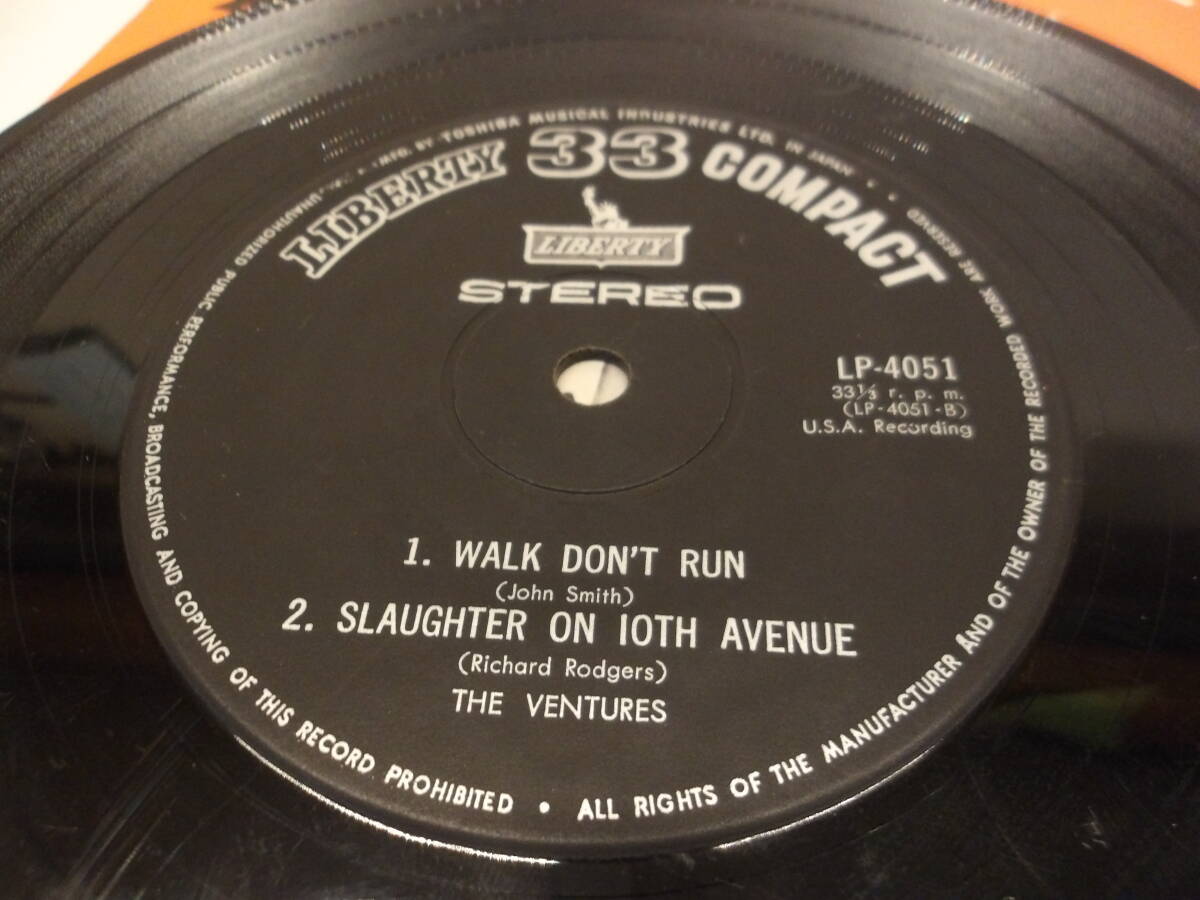 MFD. BY TOSHIBA MUSICAL INDUSTRIES LTD. IN JAPAN
LIBERTY 33 COMPACT
LIBERTY
STEREO
LP-4051
33⅓ r. p. m.
(LP-4051-B)
U.S.A. Recording
1. WALK DON'T RUN
(John Smith)
2. SLAUGHTER ON 10TH AVENUE
(Richard Rodgers)
THE VENTURES
UNAUTHORIZED PUBLIC PERFORMANCE, BROADCASTING AND COPYING OF THIS RECORD PROHIBITED • ALL RIGHTS OF THE MANUFACTURER AND OF THE OWNER OF THE RECORDED WORK ARE RESERVED